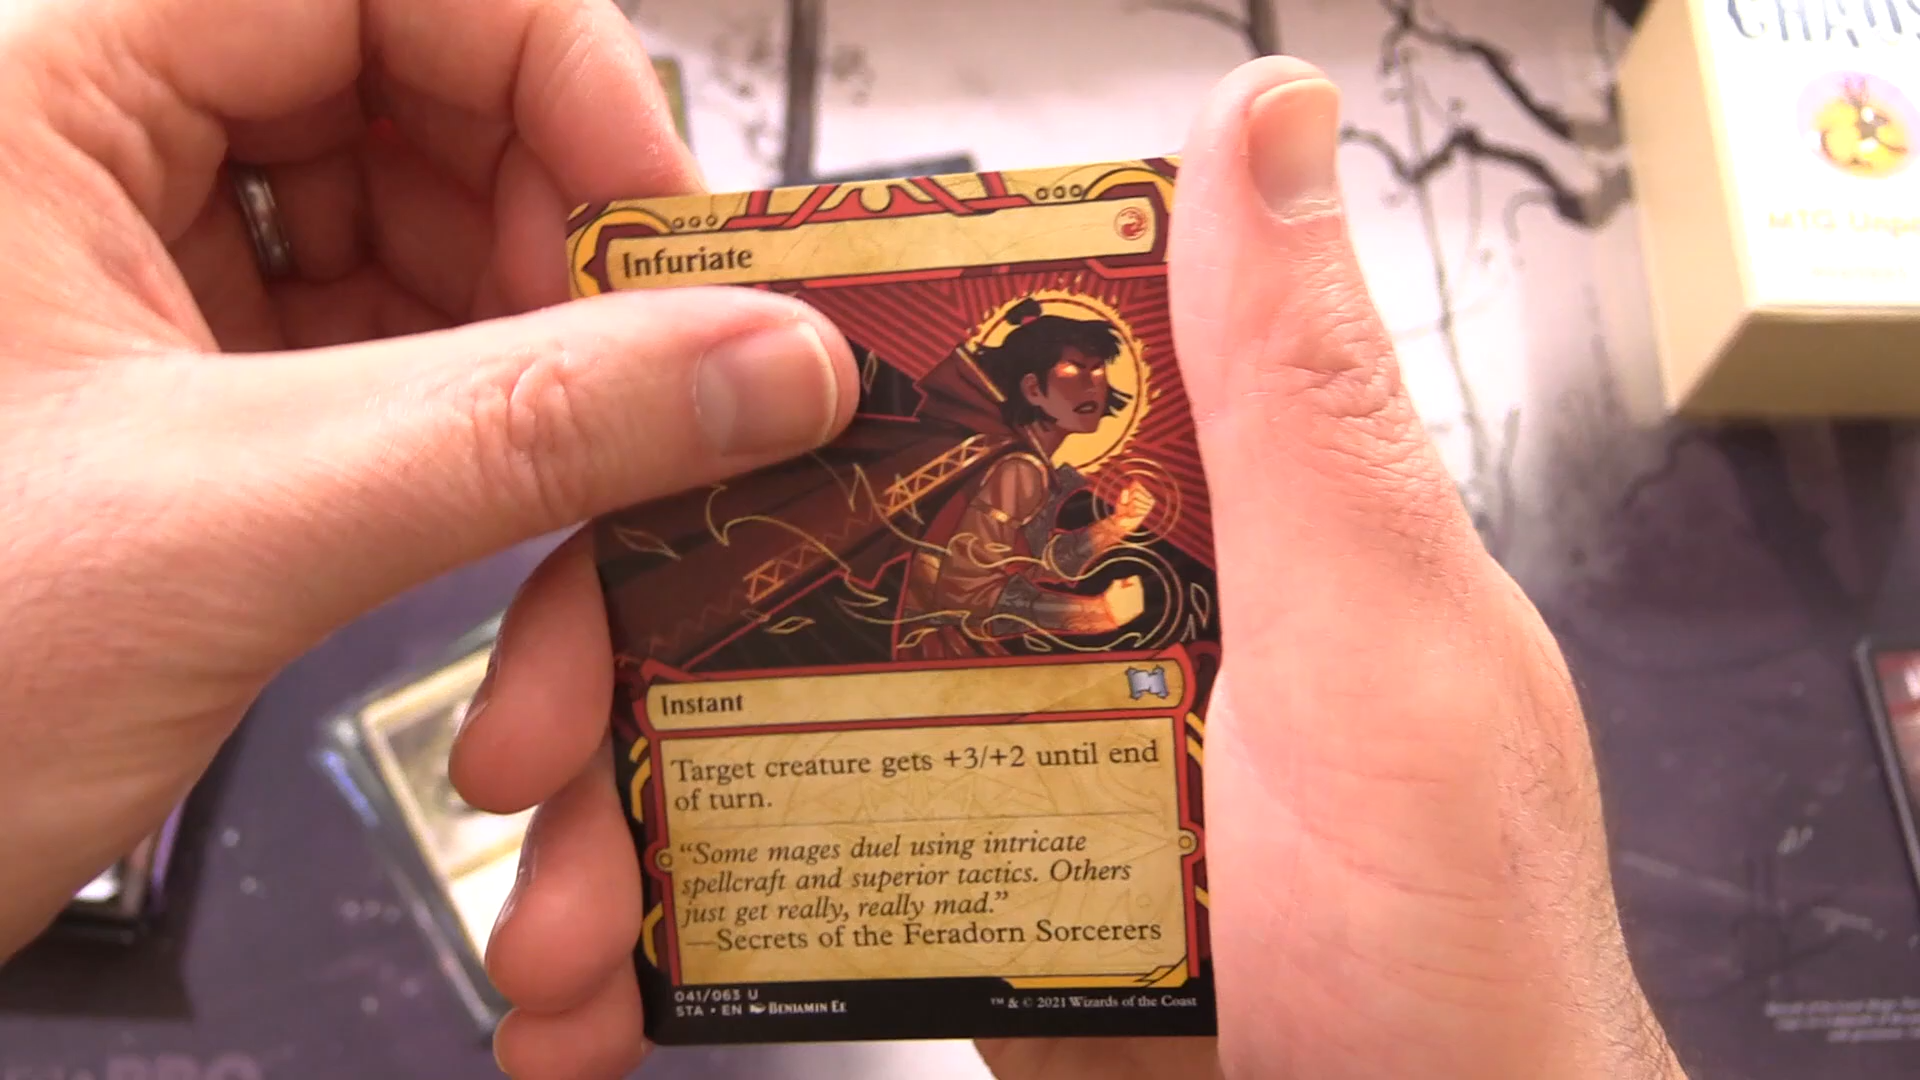 CHAOS
MTG
Infuriate
Instant
Target creature gets +3/+2 until end
of turn.
“Some mages duel using intricate
spellcraft and superior tactics. Others
just get really, really mad.”
—Secrets of the Feradorn Sorcerers
041/063 U
STA • EN Benjamin Ee
™ & © 2021 Wizards of the Coast